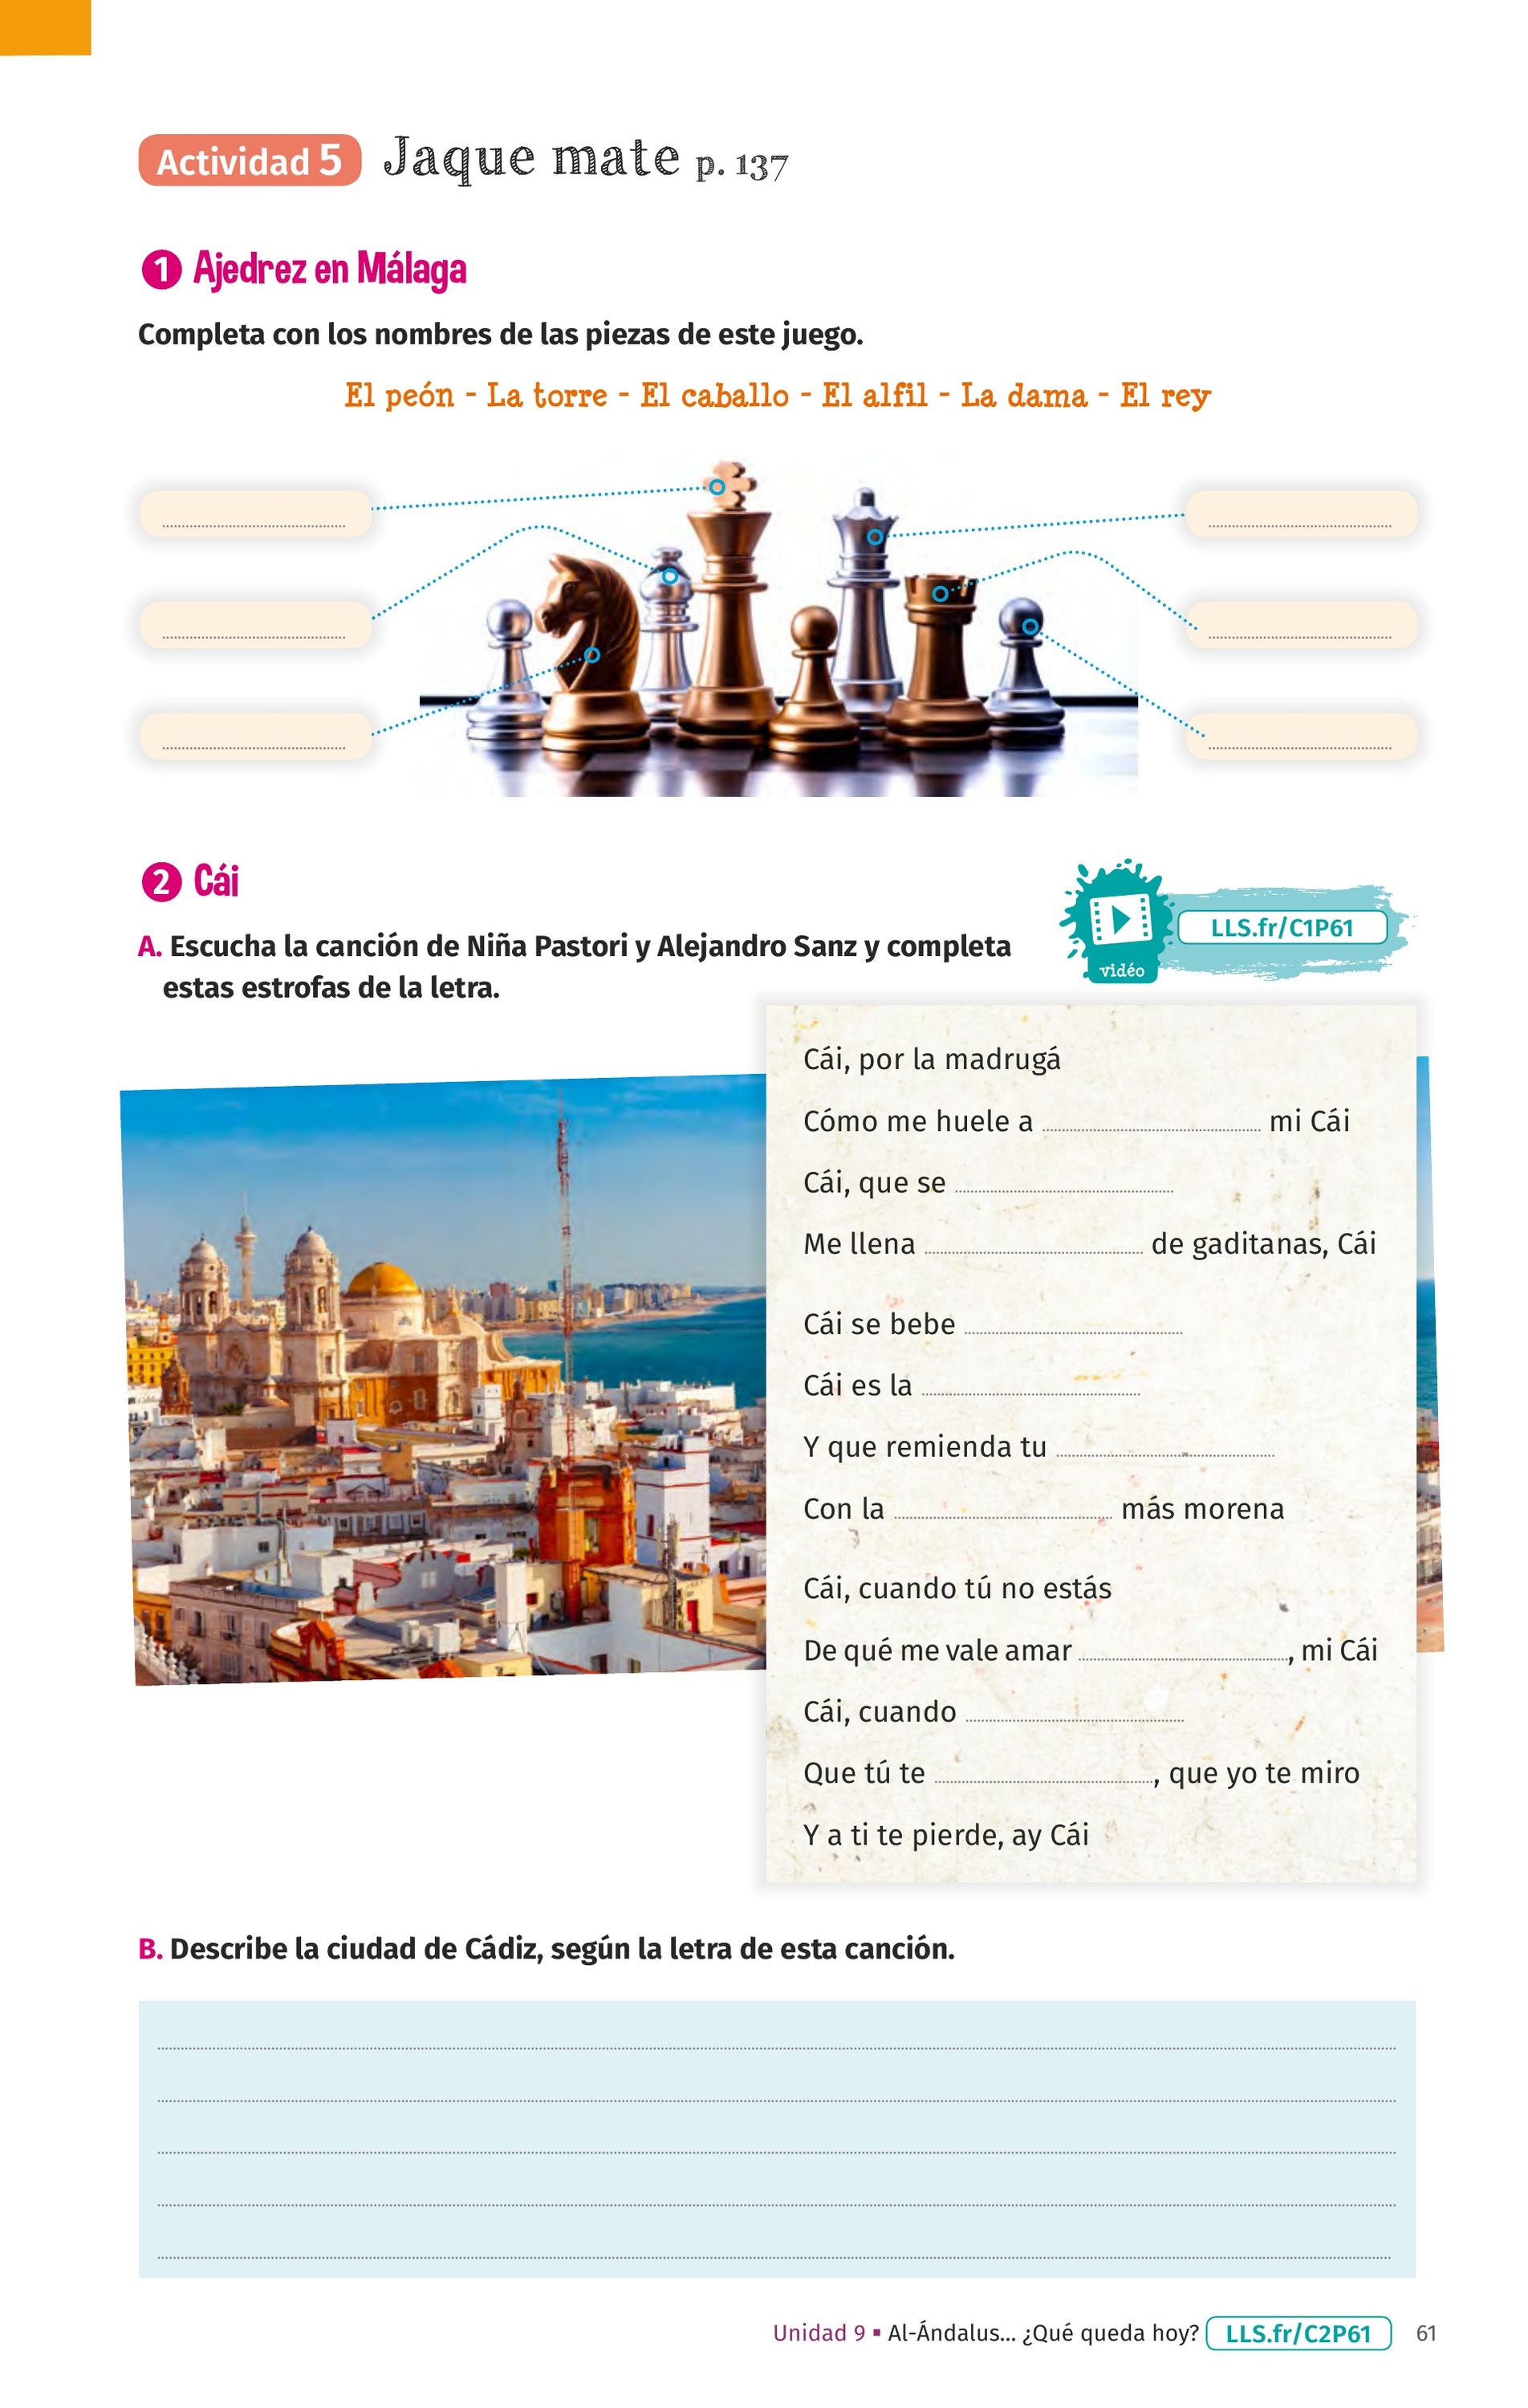 Actividad 5 Jaque mate p. 137
1 Ajedrez en Málaga
Completa con los nombres de las piezas de este juego.
El peón - La torre - El caballo - El alfil - La dama - El rey
2 Cái
A. Escucha la canción de Niña Pastori y Alejandro Sanz y completa
estas estrofas de la letra.
vidéo
LLS.fr/C1P61
Cái, por la madrugá
Cómo me huele a ........ mi Cái
Cái, que se ........
Me llena ........ de gaditanas, Cái
Cái se bebe ........
Cái es la ........
Y que remienda tu ........
Con la ........ más morena
Cái, cuando tú no estás
De qué me vale amar ........, mi Cái
Cái, cuando ........
Que tú te ........, que yo te miro
Y a ti te pierde, ay Cái
B. Describe la ciudad de Cádiz, según la letra de esta canción.
Unidad 9 ▪ Al-Ándalus... ¿Qué queda hoy? LLS.fr/C2P61 61